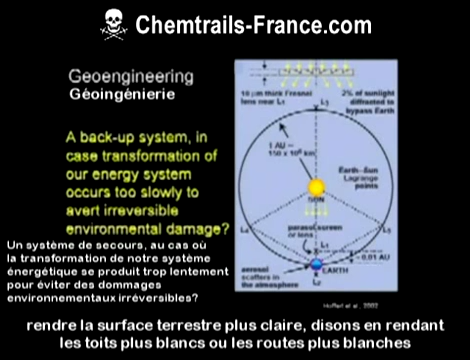 Chemtrails-France.com
Geoengineering
Géoingénierie
A back-up system, in
case transformation of
our energy system
occurs too slowly to
avert irreversible
environmental damage?
Un système de secours, au cas où
la transformation de notre système
énergétique se produit trop lentement
pour éviter des dommages
environnementaux irréversibles?
10 μm thick Fresnel
lens near L1
2% of sunlight
diffracted to
bypass Earth
L3
1 AU ~
150 x 10⁶ km
Earth–Sun
Lagrange
points
SUN
L4
parasol screen
or lens
L5
L1
~0.01 AU
aerosol
scatters in
the atmosphere
EARTH
L2
Hoffert et al., 2002
rendre la surface terrestre plus claire, disons en rendant
les toits plus blancs ou les routes plus blanches